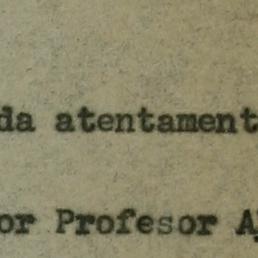 da atentament
or Profesor A